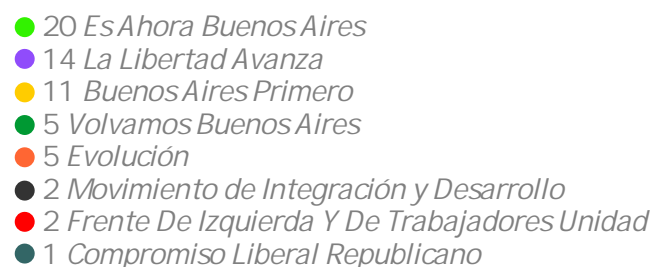 20 Es Ahora Buenos Aires
14 La Libertad Avanza
11 Buenos Aires Primero
5 Volvamos Buenos Aires
5 Evolución
2 Movimiento de Integración y Desarrollo
2 Frente De Izquierda Y De Trabajadores Unidad
1 Compromiso Liberal Republicano